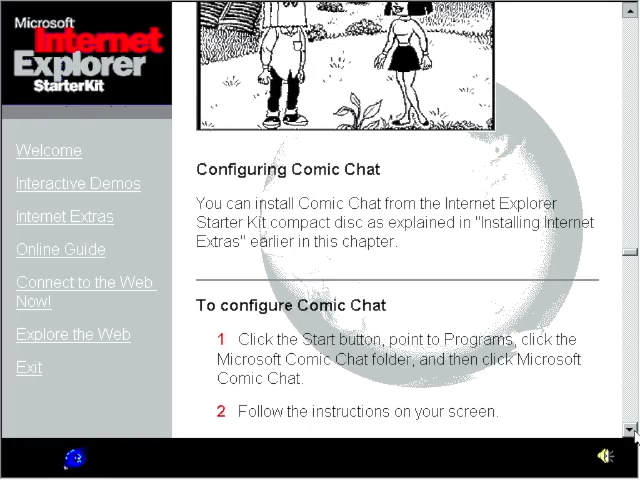 Microsoft
Internet
Explorer
StarterKit
Welcome
Interactive Demos
Internet Extras
Online Guide
Connect to the Web
Now!
Explore the Web
Exit
Configuring Comic Chat
You can install Comic Chat from the Internet Explorer
Starter Kit compact disc as explained in "Installing Internet
Extras" earlier in this chapter.
To configure Comic Chat
1 Click the Start button, point to Programs, click the
Microsoft Comic Chat folder, and then click Microsoft
Comic Chat.
2 Follow the instructions on your screen.